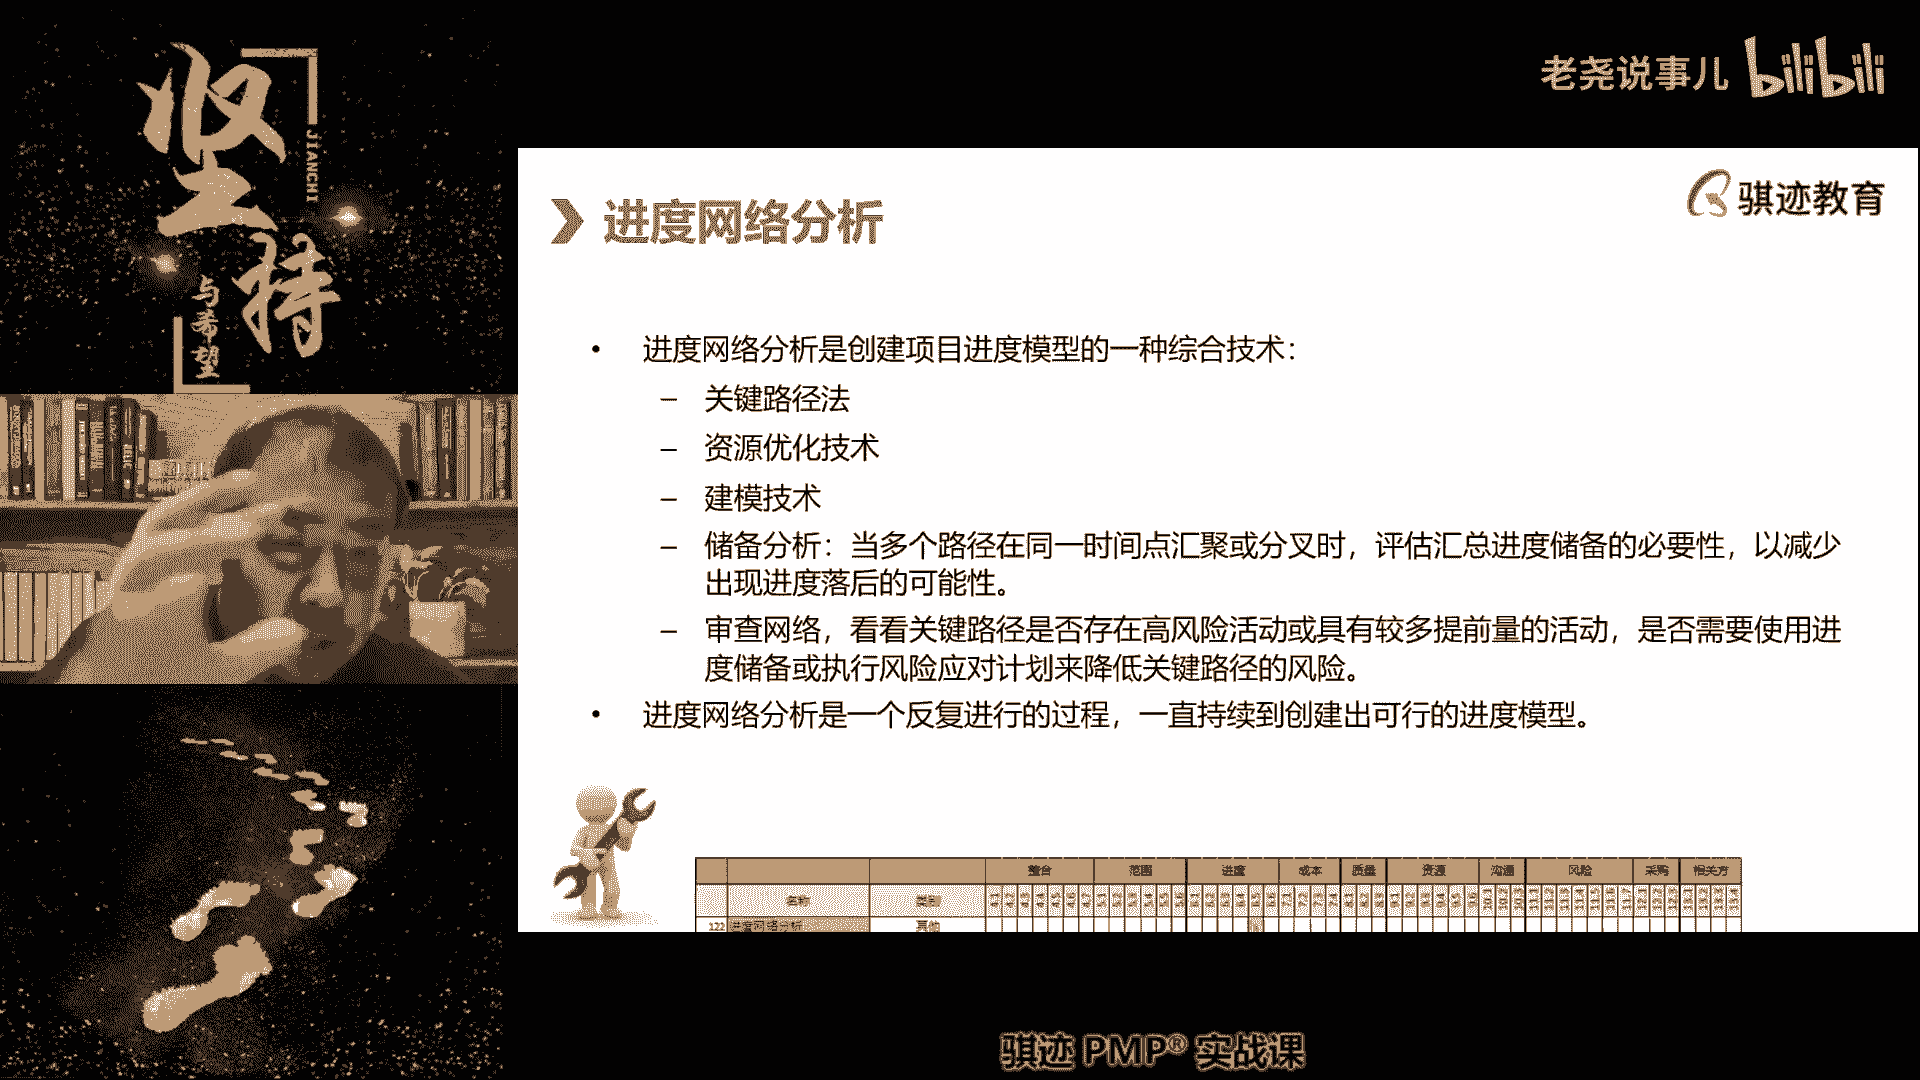 坚持
JIANCHI
与希望
老尧说事儿 bilibili
骐迹教育
进度网络分析
• 进度网络分析是创建项目进度模型的一种综合技术：
– 关键路径法
– 资源优化技术
– 建模技术
– 储备分析：当多个路径在同一时间点汇聚或分叉时，评估汇总进度储备的必要性，以减少
出现进度落后的可能性。
– 审查网络，看看关键路径是否存在高风险活动或具有较多提前量的活动，是否需要使用进
度储备或执行风险应对计划来降低关键路径的风险。
• 进度网络分析是一个反复进行的过程，一直持续到创建出可行的进度模型。
整合 范围 进度 成本 质量 资源 沟通 风险 采购 相关方
名称 类别
122 进度网络分析 其他
骐迹 PMP® 实战课